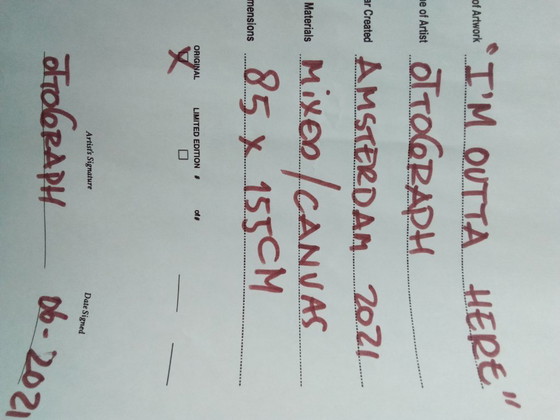 of Artwork "I'M OUTTA HERE"
e of Artist OTTOGRAPH
ar Created AMSTERDAM 2021
Materials MiXED/CANVAS
mensions 85 X 155CM
ORIGINAL X LIMITED EDITION # of#
OTTOGRAPH 06-2021
Artist Signature Date Signed